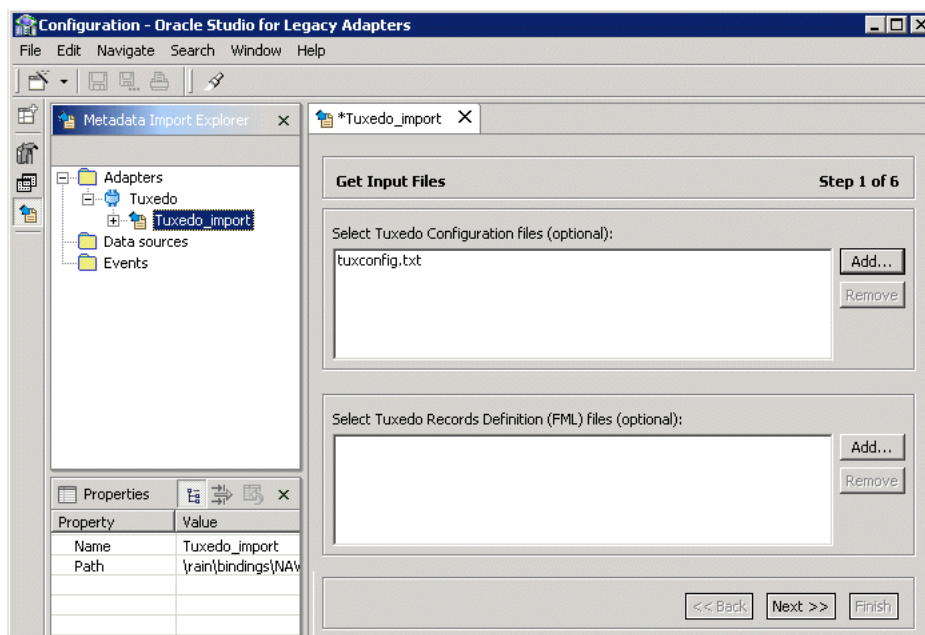 Configuration - Oracle Studio for Legacy Adapters
File Edit Navigate Search Window Help
Metadata Import Explorer
*Tuxedo_import
Adapters
Tuxedo
Tuxedo_import
Data sources
Events
Get Input Files Step 1 of 6
Select Tuxedo Configuration files (optional):
tuxconfig.txt
Add...
Remove
Select Tuxedo Records Definition (FML) files (optional):
Add...
Remove
Properties
Property Value
Name Tuxedo_import
Path \rain\bindings\NAV
<< Back Next >> Finish